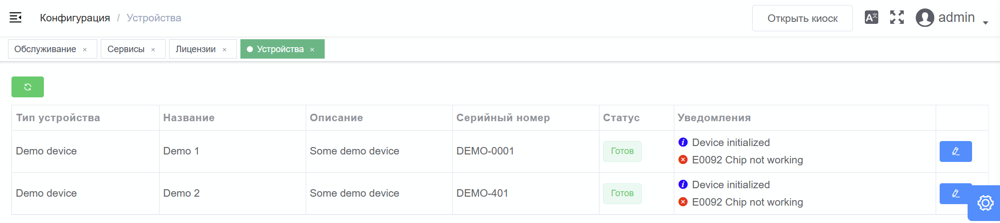 Конфигурация / Устройства
Открыть киоск
admin
Обслуживание ×
Сервисы ×
Лицензии ×
Устройства ×
Тип устройства Название Описание Серийный номер Статус Уведомления
Demo device Demo 1 Some demo device DEMO-0001 Готов Device initialized
E0092 Chip not working
Demo device Demo 2 Some demo device DEMO-401 Готов Device initialized
E0092 Chip not working